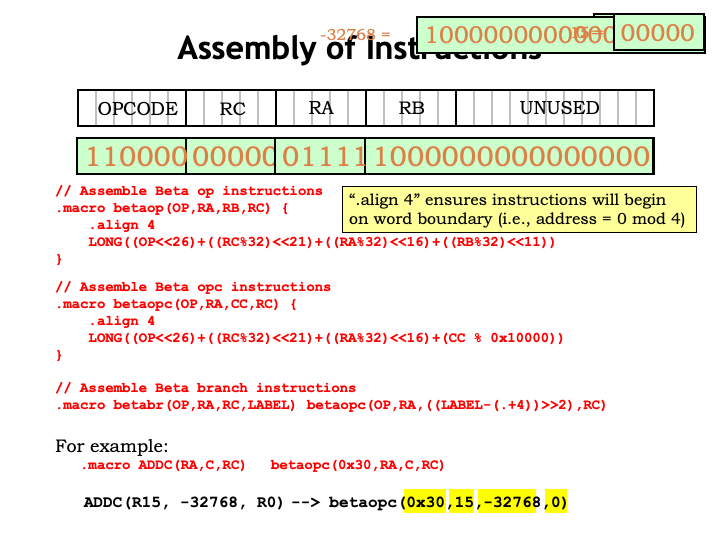 -32768 =
10000000000000
15=
00000
Assembly of Instructions
OPCODE RC RA RB UNUSED
110000 00000 01111 1000000000000000
// Assemble Beta op instructions
.macro betaop(OP,RA,RB,RC) {
.align 4
LONG((OP<<26)+((RC%32)<<21)+((RA%32)<<16)+((RB%32)<<11))
}
“.align 4” ensures instructions will begin
on word boundary (i.e., address = 0 mod 4)
// Assemble Beta opc instructions
.macro betaopc(OP,RA,CC,RC) {
.align 4
LONG((OP<<26)+((RC%32)<<21)+((RA%32)<<16)+(CC % 0x10000))
}
// Assemble Beta branch instructions
.macro betabr(OP,RA,RC,LABEL) betaopc(OP,RA,((LABEL-(.+4))>>2),RC)
For example:
.macro ADDC(RA,C,RC) betaopc(0x30,RA,C,RC)
ADDC(R15, -32768, R0) --> betaopc(0x30,15,-32768,0)